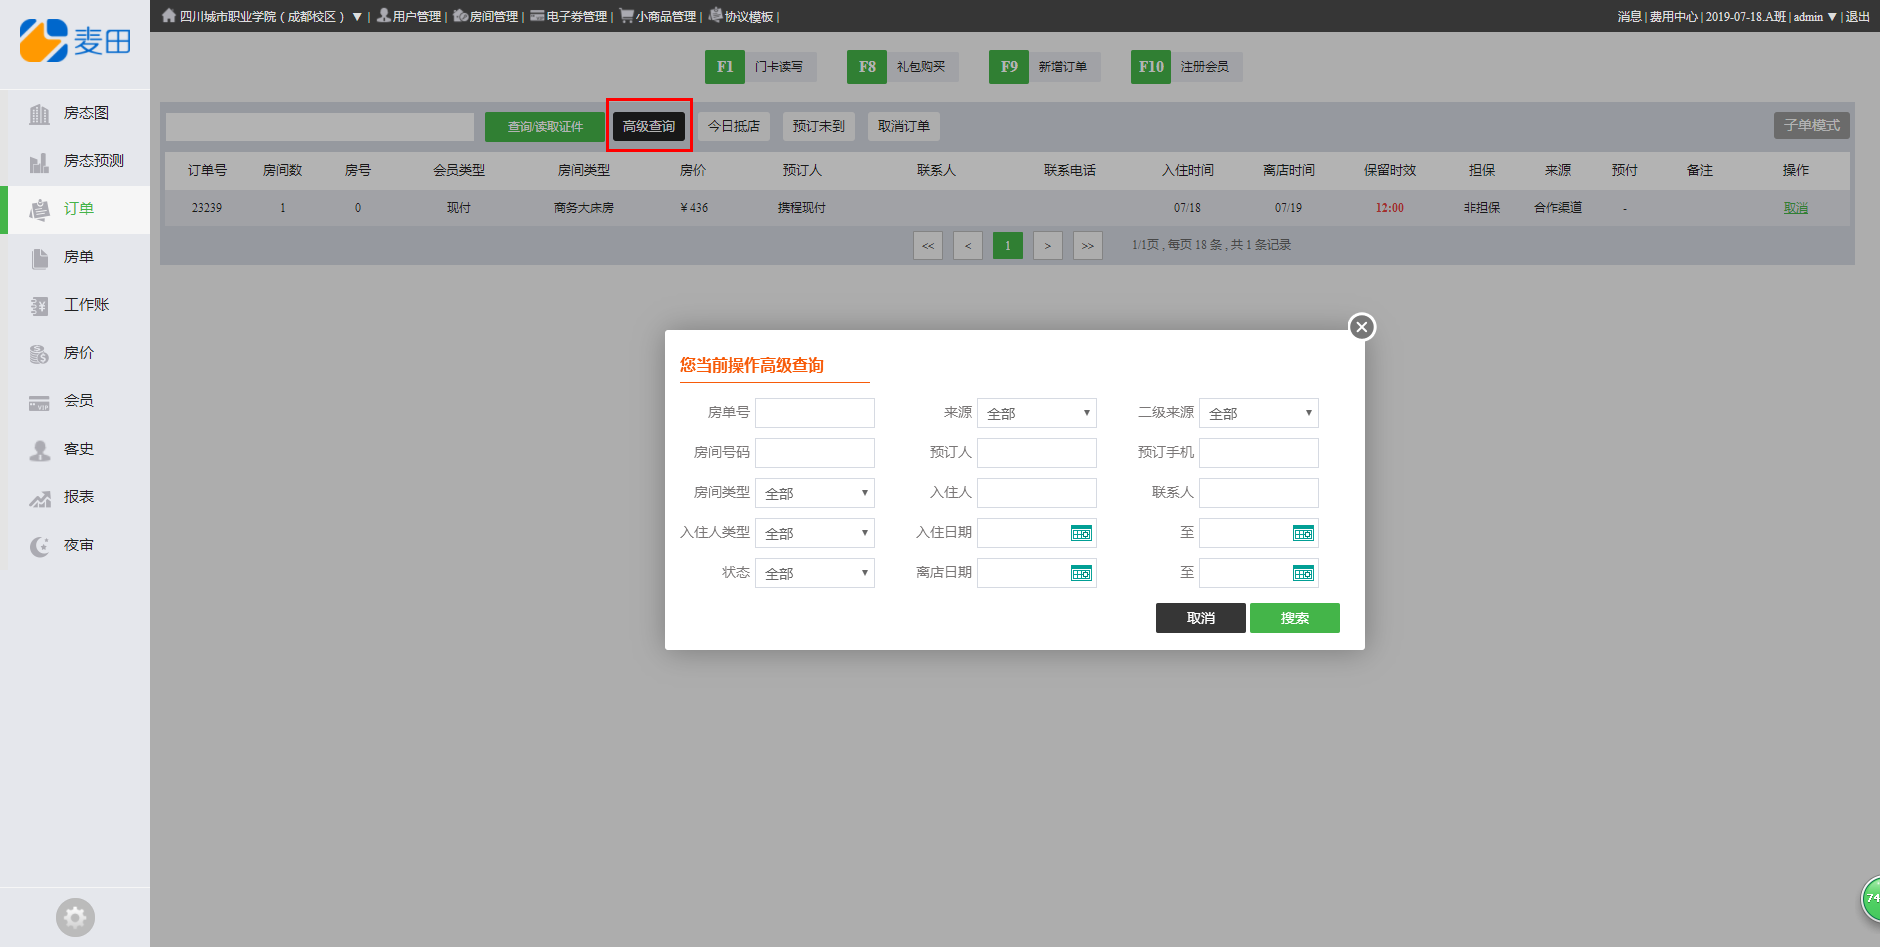 四川城市职业学院（成都校区） ▼ | 用户管理 | 房间管理 | 电子券管理 | 小商品管理 | 协议模板 |
消息 | 费用中心 | 2019-07-18.A班 | admin ▼ | 退出
麦田
F1 门卡读写 F8 礼包购买 F9 新增订单 F10 注册会员
房态图
房态预测
订单
房单
工作账
房价
会员
客史
报表
夜审
查询/读取证件 高级查询 今日抵店 预订未到 取消订单 子单模式
订单号 房间数 房号 会员类型 房间类型 房价 预订人 联系人 联系电话 入住时间 离店时间 保留时效 担保 来源 预付 备注 操作
23239 1 0 现付 商务大床房 ￥436 携程现付 07/18 07/19 12:00 非担保 合作渠道 - 取消
<< < 1 > >> 1/1页 , 每页 18 条 , 共 1 条记录
您当前操作高级查询
房单号 来源 全部 二级来源 全部
房间号码 预订人 预订手机
房间类型 全部 入住人 联系人
入住人类型 全部 入住日期 至
状态 全部 离店日期 至
取消 搜索
74